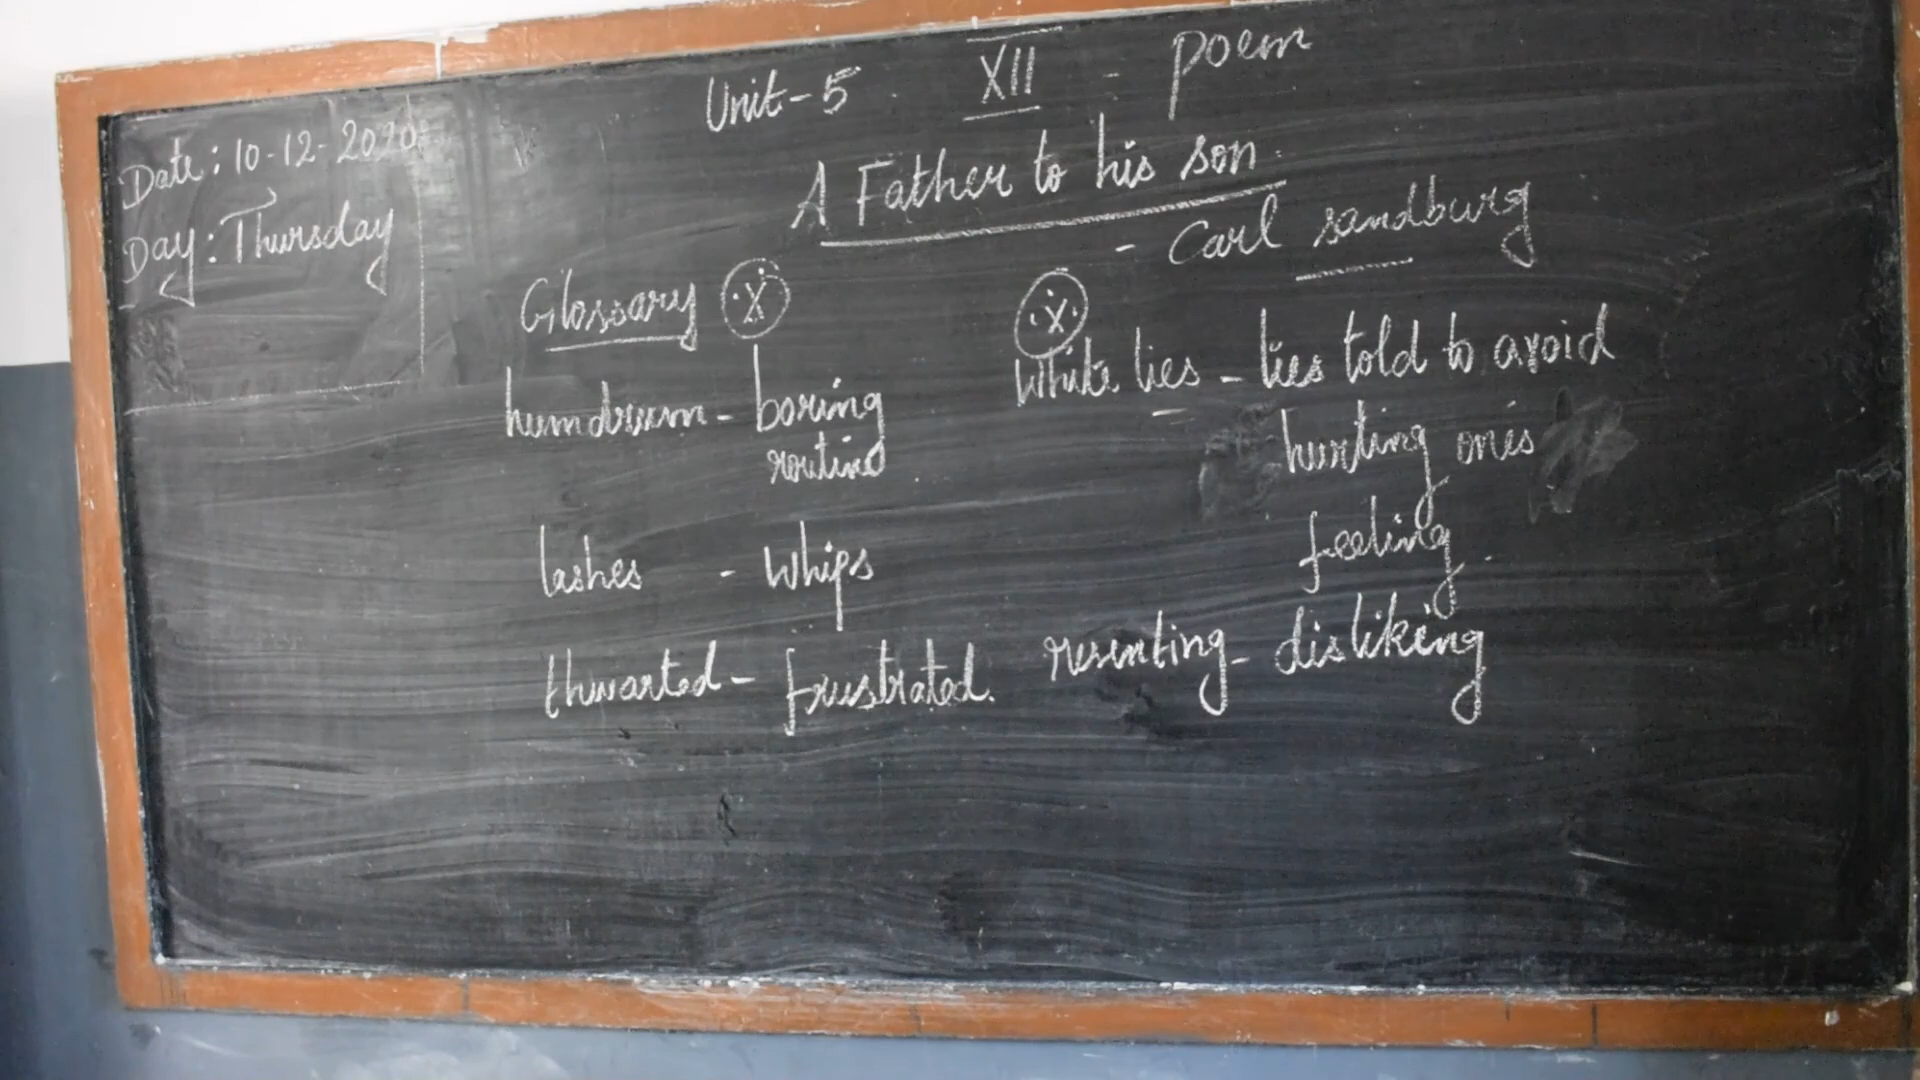 Unit-5 XII - Poem
Date: 10-12-2020
Day: Thursday
A Father to his son
- Carl sandburg
Glossary
humdrum - boring
routine
lashes - whips
thwarted - frustrated.
White lies - lies told to avoid
hurting one's
feeling.
resenting - disliking